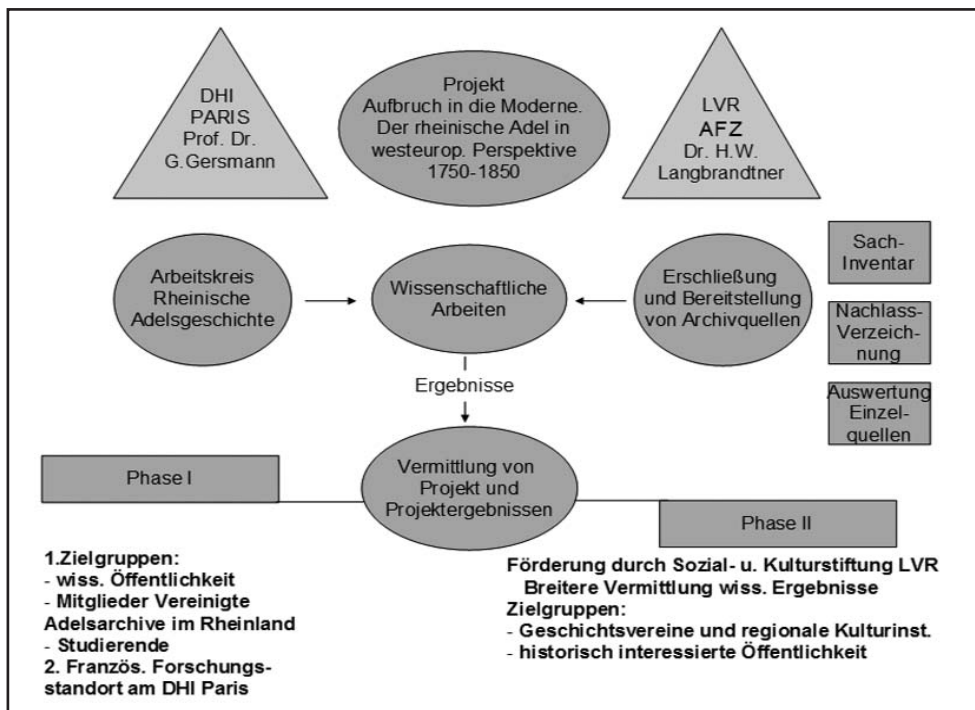 DHI
PARIS
Prof. Dr.
G.Gersmann
Projekt
Aufbruch in die Moderne.
Der rheinische Adel in
westeurop. Perspektive
1750-1850
LVR
AFZ
Dr. H.W.
Langbrandtner
Arbeitskreis
Rheinische
Adelsgeschichte
Wissenschaftliche
Arbeiten
Erschließung
und Bereitstellung
von Archivquellen
Sach-
Inventar
Nachlass-
Verzeich-
nung
Auswertung
Einzel-
quellen
Ergebnisse
Vermittlung von
Projekt und
Projektergebnissen
Phase I
Phase II
1.Zielgruppen:
- wiss. Öffentlichkeit
- Mitglieder Vereinigte
Adelsarchive im Rheinland
- Studierende
2. Französ. Forschungs-
standort am DHI Paris
Förderung durch Sozial- u. Kulturstiftung LVR
Breitere Vermittlung wiss. Ergebnisse
Zielgruppen:
- Geschichtsvereine und regionale Kulturinst.
- historisch interessierte Öffentlichkeit